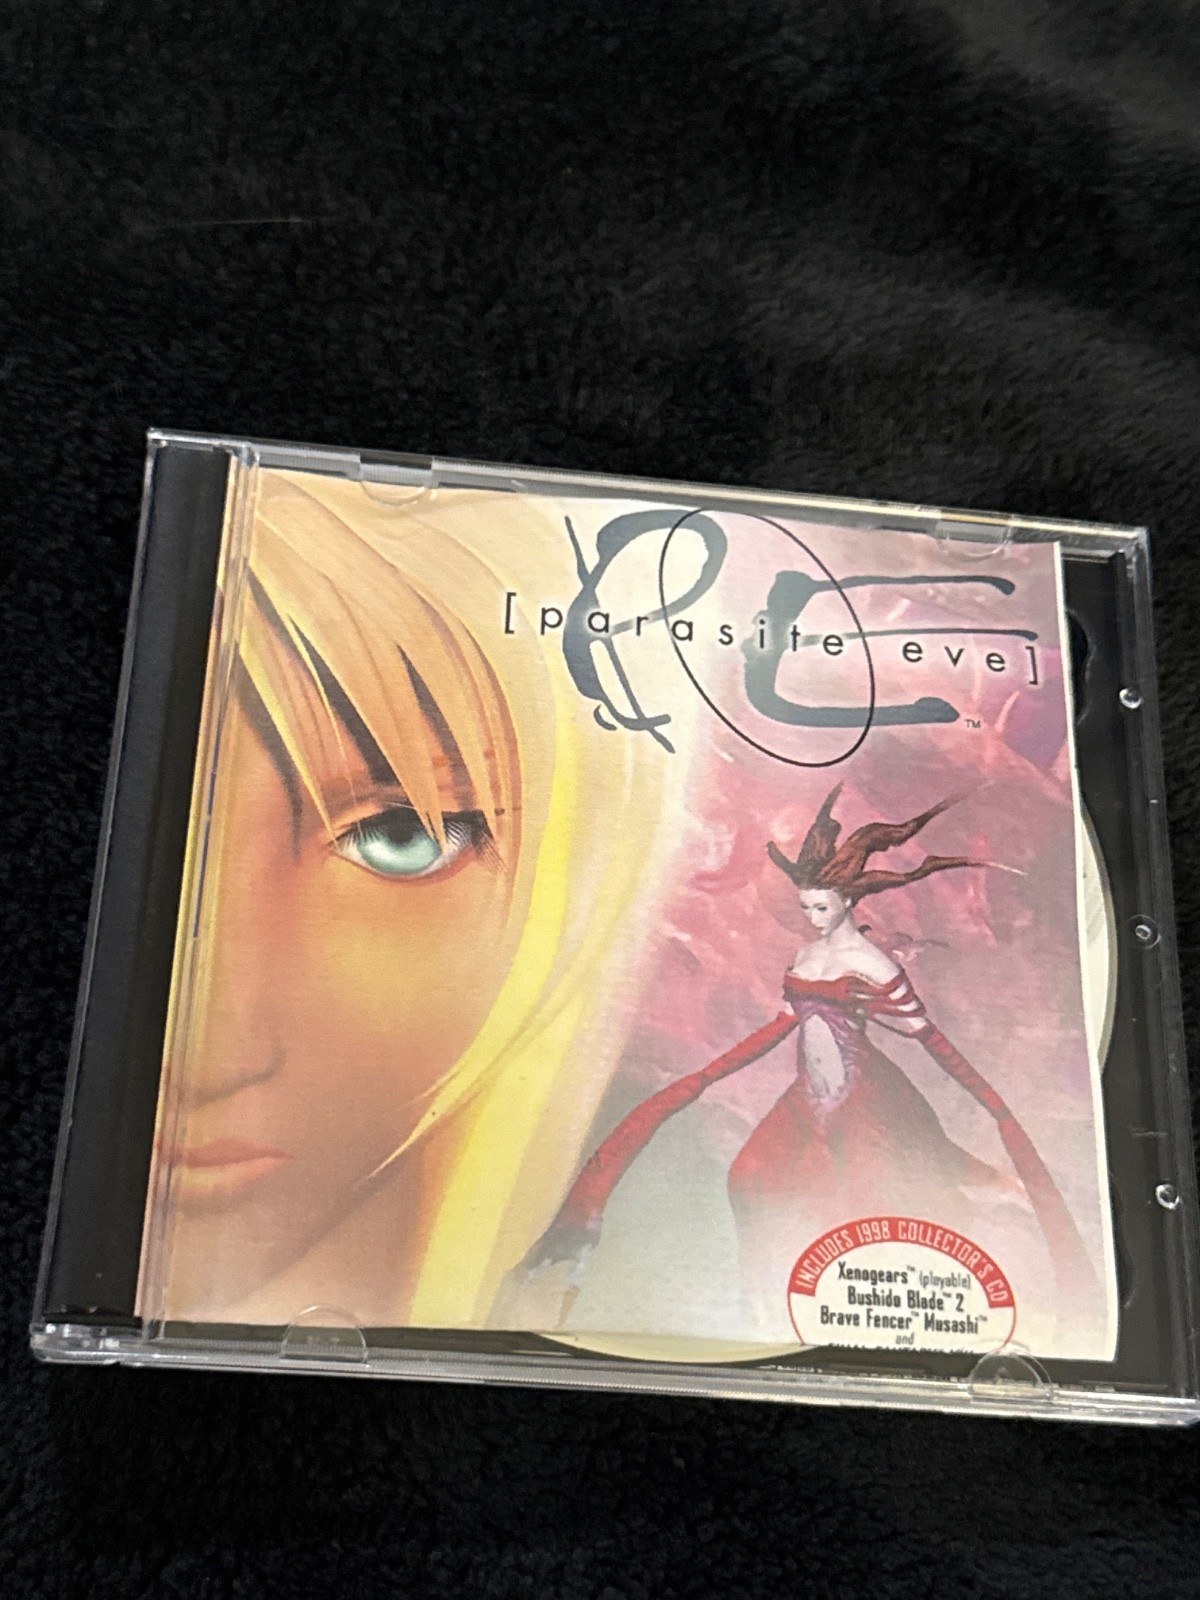 [parasite eve]
TM
INCLUDES 1998 COLLECTOR'S CD
Xenogears™ (playable)
Bushido Blade™ 2
Brave Fencer™ Musashi™
and